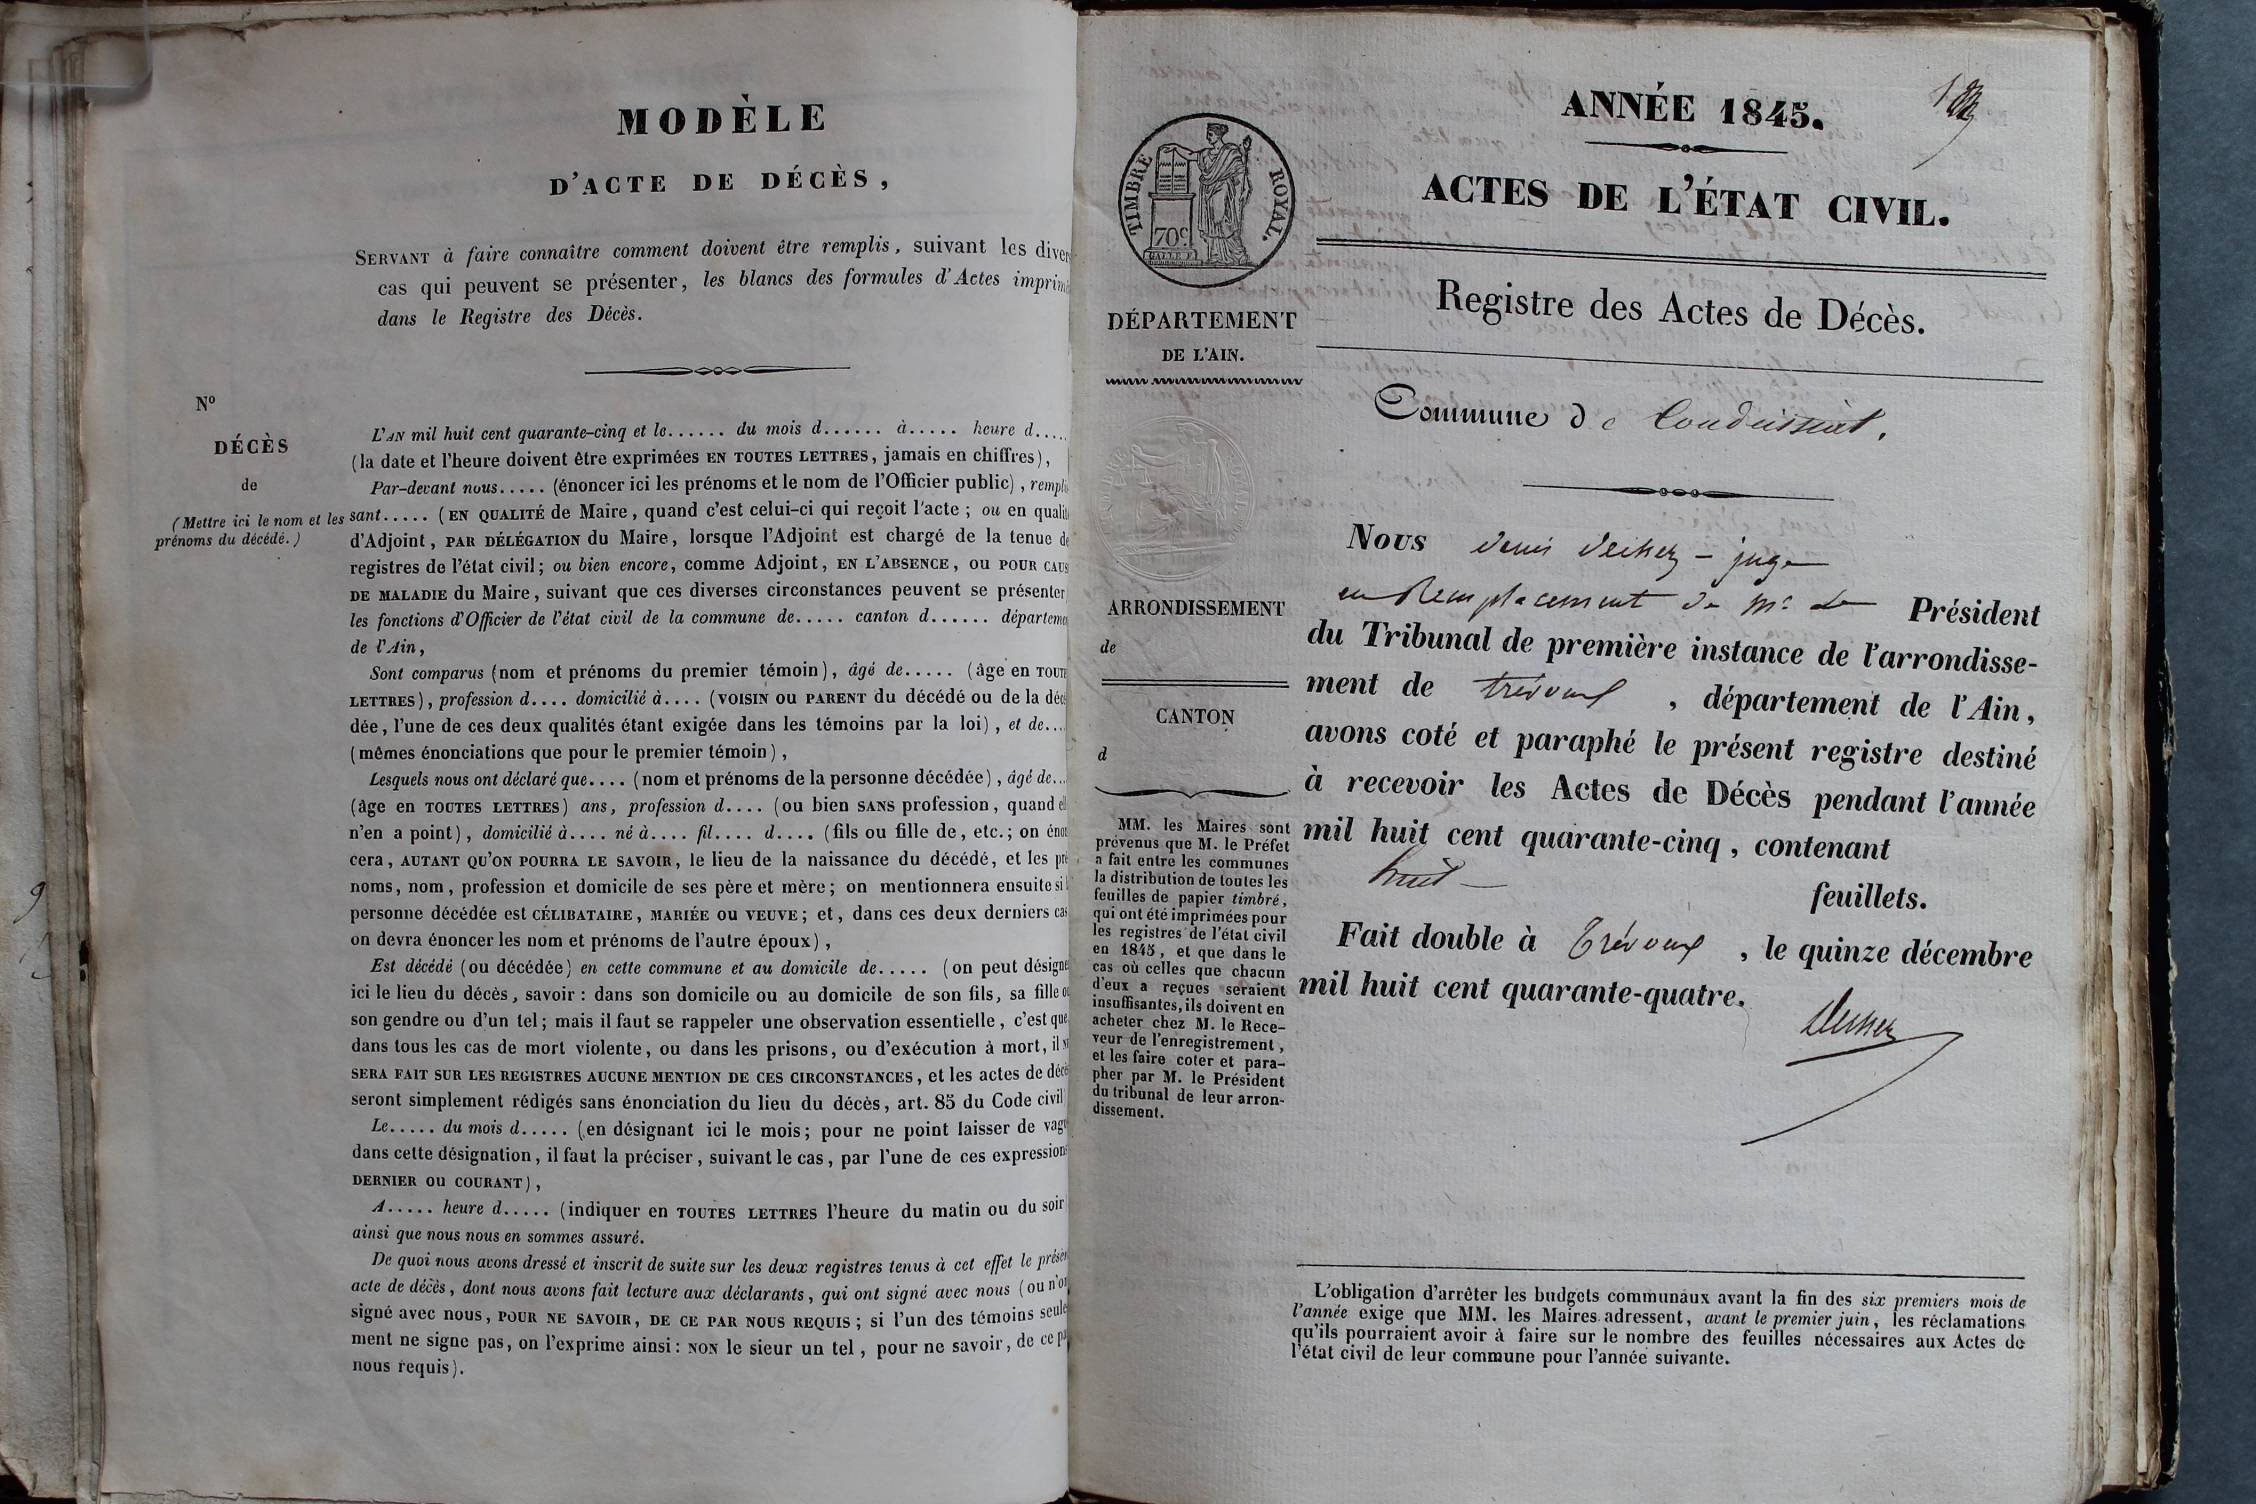 MODÈLE
D'ACTE DE DÉCÈS,
SERVANT à faire connaître comment doivent être remplis, suivant les diver
cas qui peuvent se présenter, les blancs des formules d'Actes imprimé
dans le Registre des Décès.
No
DÉCÈS
de
(Mettre ici le nom et les
prénoms du décédé.)
L'AN mil huit cent quarante-cinq et le...... du mois d...... à..... heure d.....
(la date et l'heure doivent être exprimées EN TOUTES LETTRES, jamais en chiffres),
Par-devant nous..... (énoncer ici les prénoms et le nom de l'Officier public), rempli
sant..... (EN QUALITÉ de Maire, quand c'est celui-ci qui reçoit l'acte; ou en qualit
d'Adjoint, PAR DÉLÉGATION du Maire, lorsque l'Adjoint est chargé de la tenue de
registres de l'état civil; ou bien encore, comme Adjoint, EN L'ABSENCE, OU POUR CAUS
DE MALADIE du Maire, suivant que ces diverses circonstances peuvent se présenter
les fonctions d'Officier de l'état civil de la commune de..... canton d...... départeme
de l'Ain,
Sont comparus (nom et prénoms du premier témoin), âgé de..... (âge en TOUTE
LETTRES), profession d.... domicilié à.... (VOISIN OU PARENT du décédé ou de la décé
dée, l'une de ces deux qualités étant exigée dans les témoins par la loi), et de....
(mêmes énonciations que pour le premier témoin),
Lesquels nous ont déclaré que.... (nom et prénoms de la personne décédée), âgé de...
(âge en TOUTES LETTRES) ans, profession d.... (ou bien SANS profession, quand el
n'en a point), domicilié à.... né à.... fil.... d.... (fils ou fille de, etc.; on énon
cera, AUTANT QU'ON POURRA LE SAVOIR, le lieu de la naissance du décédé, et les pré
noms, nom, profession et domicile de ses père et mère; on mentionnera ensuite si l
personne décédée est CÉLIBATAIRE, MARIÉE OU VEUVE; et, dans ces deux derniers cas
on devra énoncer les nom et prénoms de l'autre époux),
Est décédé (ou décédée) en cette commune et au domicile de..... (on peut désigne
ici le lieu du décès, savoir: dans son domicile ou au domicile de son fils, sa fille o
son gendre ou d'un tel; mais il faut se rappeler une observation essentielle, c'est que
dans tous les cas de mort violente, ou dans les prisons, ou d'exécution à mort, il N
SERA FAIT SUR LES REGISTRES AUCUNE MENTION DE CES CIRCONSTANCES, et les actes de décè
seront simplement rédigés sans énonciation du lieu du décès, art. 85 du Code civil
Le..... du mois d..... (en désignant ici le mois; pour ne point laisser de vagu
dans cette désignation, il faut la préciser, suivant le cas, par l'une de ces expression
DERNIER OU COURANT),
A..... heure d..... (indiquer en TOUTES LETTRES l'heure du matin ou du soir
ainsi que nous nous en sommes assuré.
De quoi nous avons dressé et inscrit de suite sur les deux registres tenus à cet effet le présen
acte de décès, dont nous avons fait lecture aux déclarants, qui ont signé avec nous (ou n'on
signé avec nous, POUR NE SAVOIR, DE CE PAR NOUS REQUIS; si l'un des témoins seule
ment ne signe pas, on l'exprime ainsi: NON le sieur un tel, pour ne savoir, de ce pa
nous requis).
TIMBRE ROYAL.
70c
DÉPARTEMENT
DE L'AIN.
ARRONDISSEMENT
de
CANTON
d
MM. les Maires sont
prévenus que M. le Préfet
a fait entre les communes
la distribution de toutes les
feuilles de papier timbré,
qui ont été imprimées pour
les registres de l'état civil
en 1845, et que dans le
cas où celles que chacun
d'eux a reçues seraient
insuffisantes, ils doivent en
acheter chez M. le Rece-
veur de l'enregistrement,
et les faire coter et para-
pher par M. le Président
du tribunal de leur arron-
dissement.
ANNÉE 1845.
ACTES DE L'ÉTAT CIVIL.
Registre des Actes de Décès.
Commune de Condeissiat.
Nous Denis Decher - juge
en Remplacement de Mr le Président
du Tribunal de première instance de l'arrondisse-
ment de trévoux, département de l'Ain,
avons coté et paraphé le présent registre destiné
à recevoir les Actes de Décès pendant l'année
mil huit cent quarante-cinq, contenant
huit - feuillets.
Fait double à Trévoux, le quinze décembre
mil huit cent quarante-quatre.
L'obligation d'arrêter les budgets communaux avant la fin des six premiers mois de
l'année exige que MM. les Maires adressent, avant le premier juin, les réclamations
qu'ils pourraient avoir à faire sur le nombre des feuilles nécessaires aux Actes de
l'état civil de leur commune pour l'année suivante.